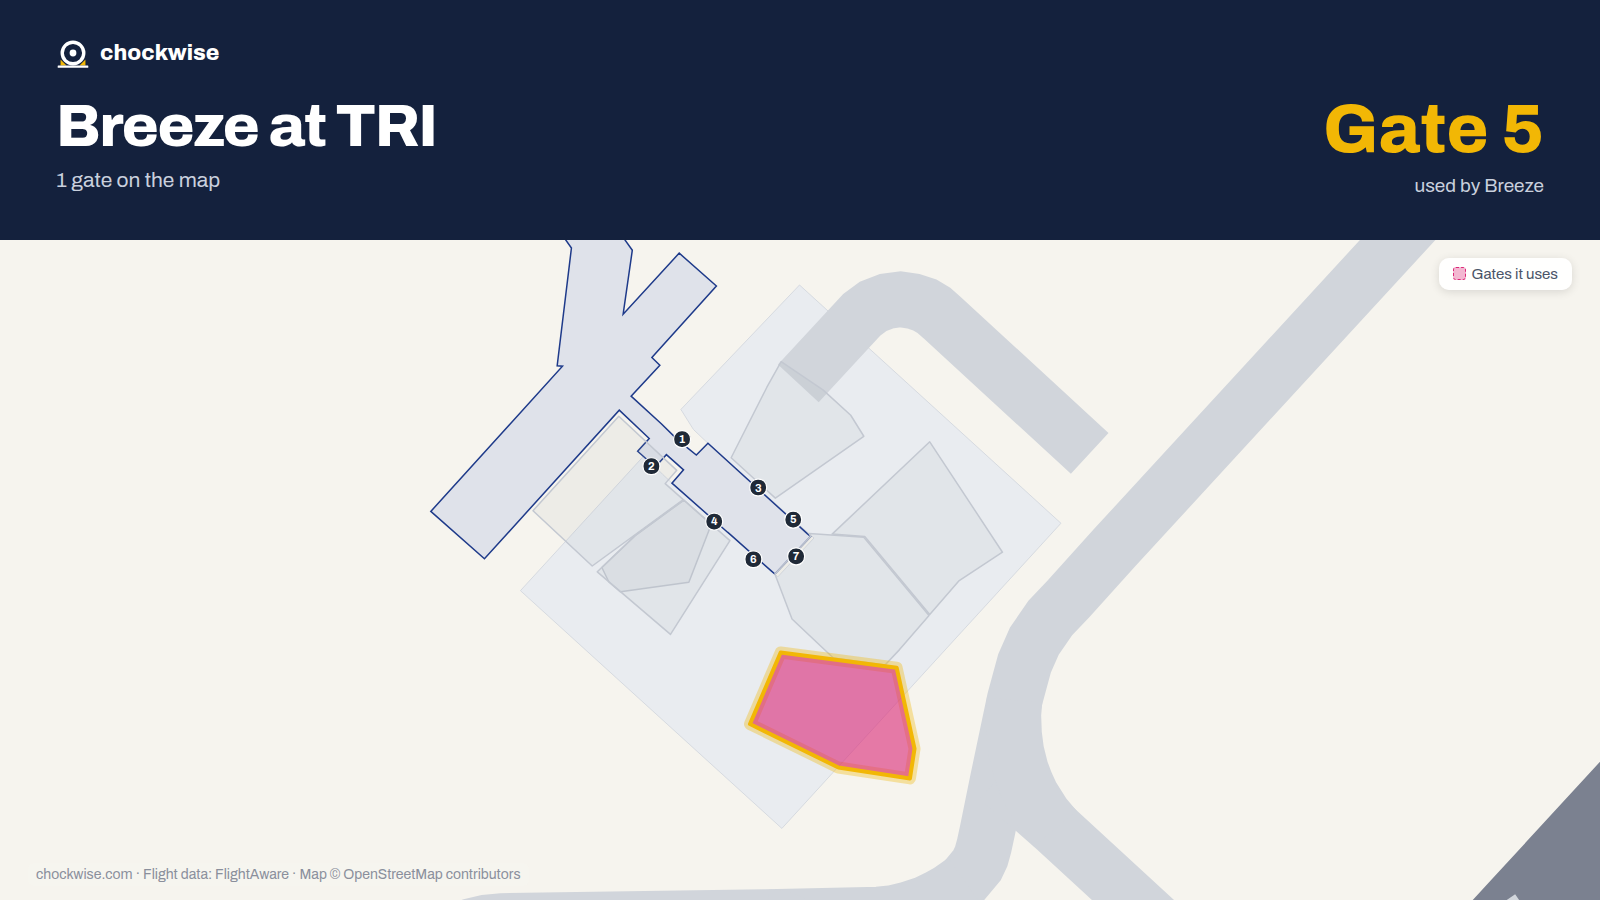 chockwise
Breeze at TRI
1 gate on the map
Gate 5
used by Breeze
Gates it uses
1
2
3
4
5
6
7
chockwise.com · Flight data: FlightAware · Map © OpenStreetMap contributors